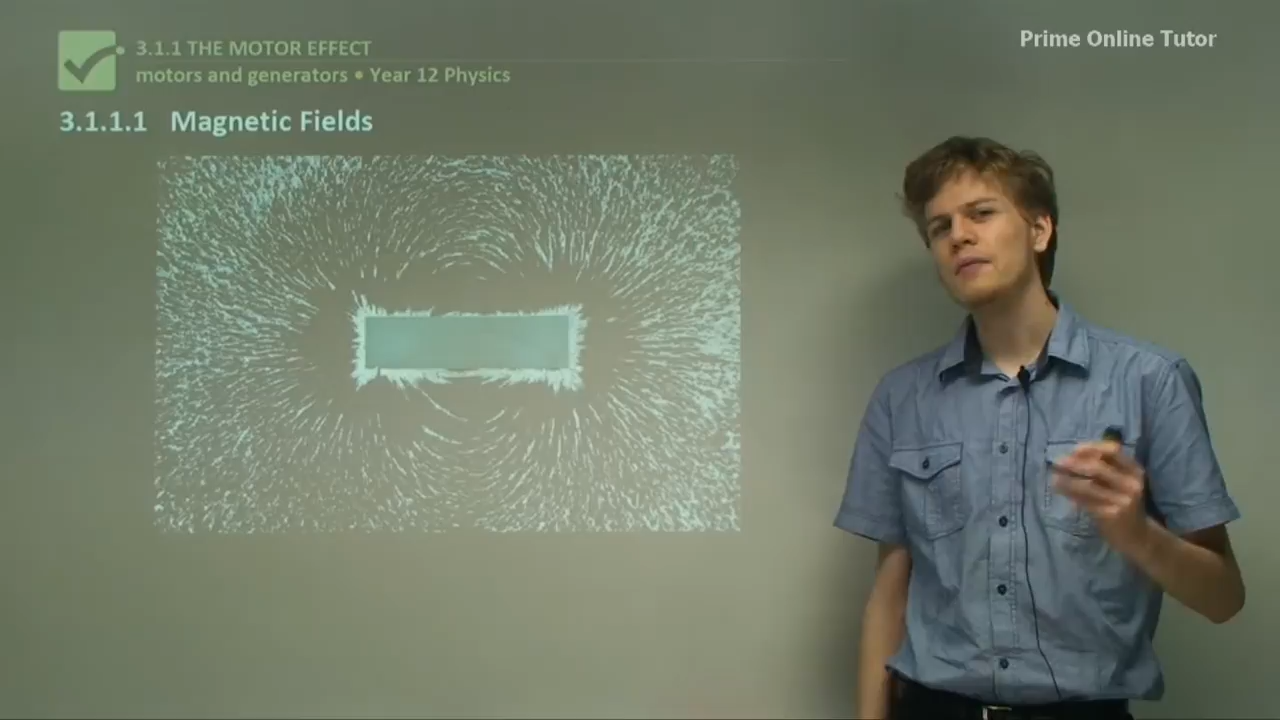 3.1.1 THE MOTOR EFFECT
motors and generators • Year 12 Physics
3.1.1.1 Magnetic Fields
Prime Online Tutor